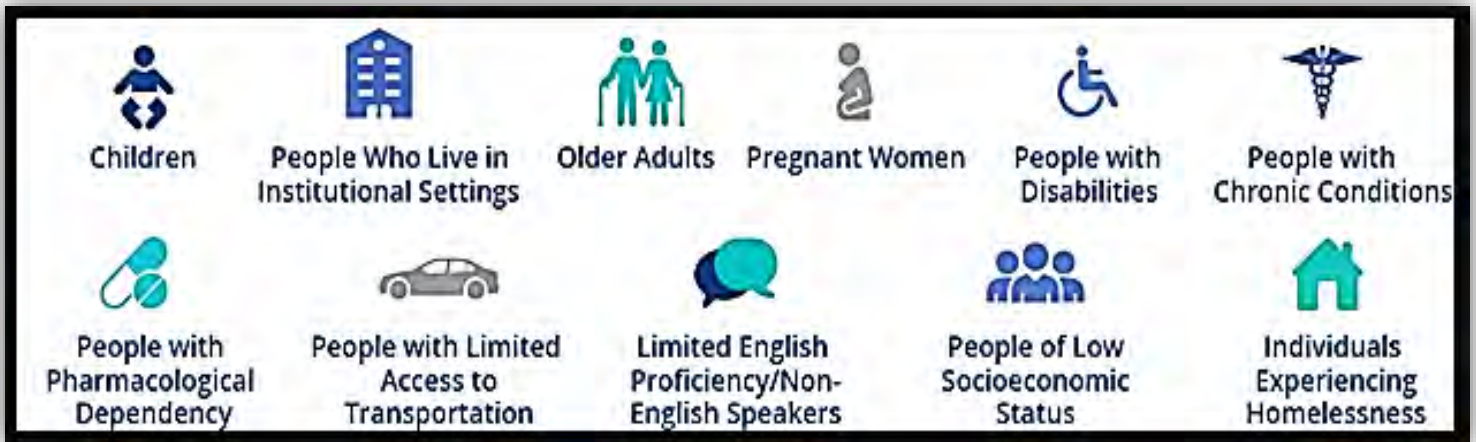 Children
People Who Live in
Institutional Settings
Older Adults
Pregnant Women
People with
Disabilities
People with
Chronic Conditions
People with
Pharmacological
Dependency
People with Limited
Access to
Transportation
Limited English
Proficiency/Non-
English Speakers
People of Low
Socioeconomic
Status
Individuals
Experiencing
Homelessness